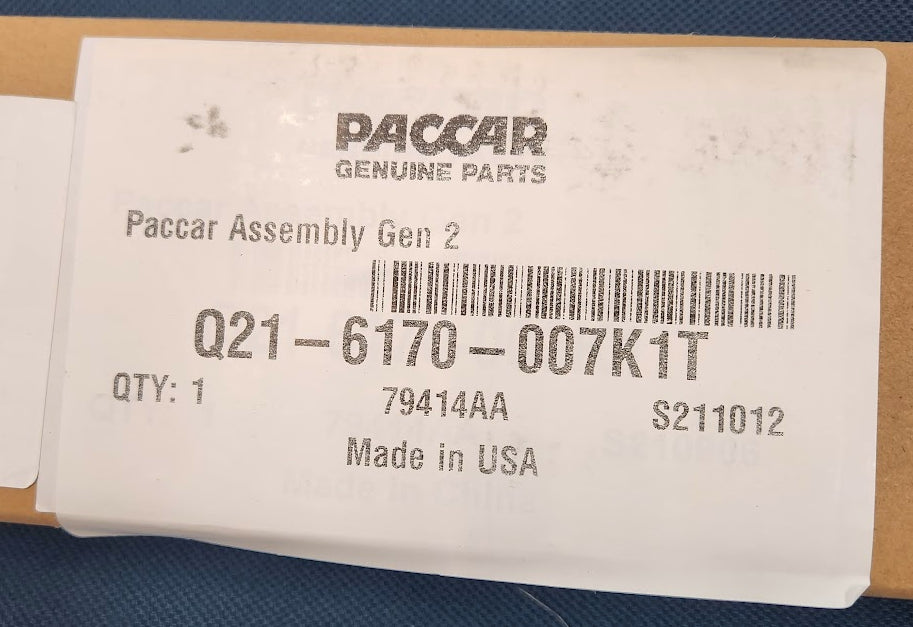 PACCAR
GENUINE PARTS
Paccar Assembly Gen 2
Q21-6170-007K1T
QTY: 1
79414AA
S211012
Made in USA